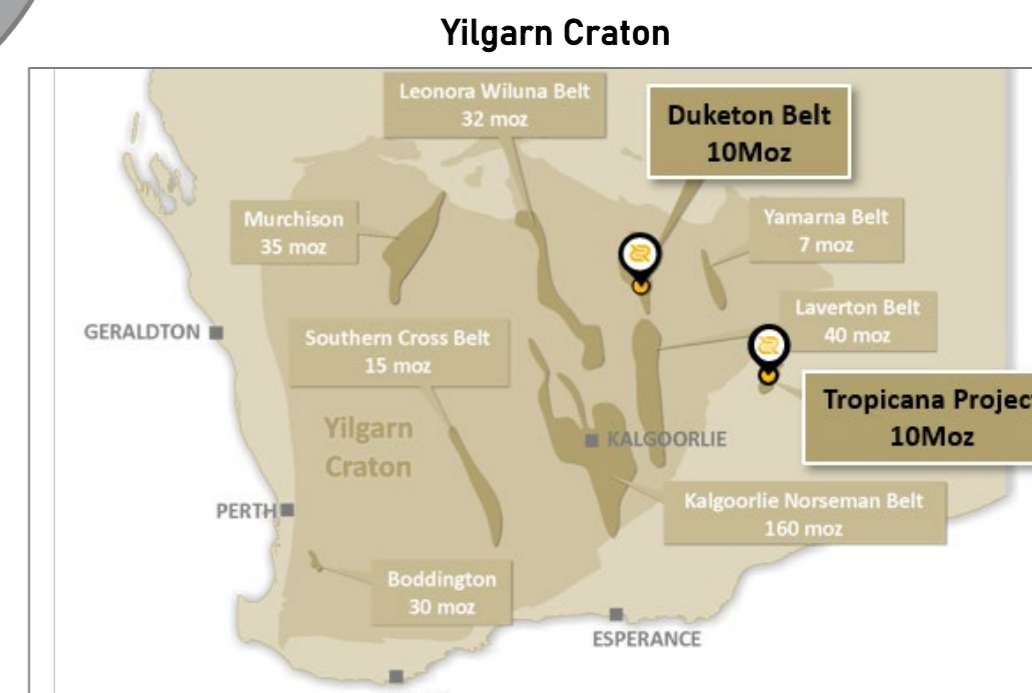 Yilgarn Craton
Leonora Wiluna Belt
32 moz
Duketon Belt
10Moz
Murchison
35 moz
Yamarna Belt
7 moz
Laverton Belt
40 moz
GERALDTON
Southern Cross Belt
15 moz
Tropicana Projec
10Moz
Yilgarn
Craton
KALGOORLIE
Kalgoorlie Norseman Belt
160 moz
PERTH
Boddington
30 moz
ESPERANCE